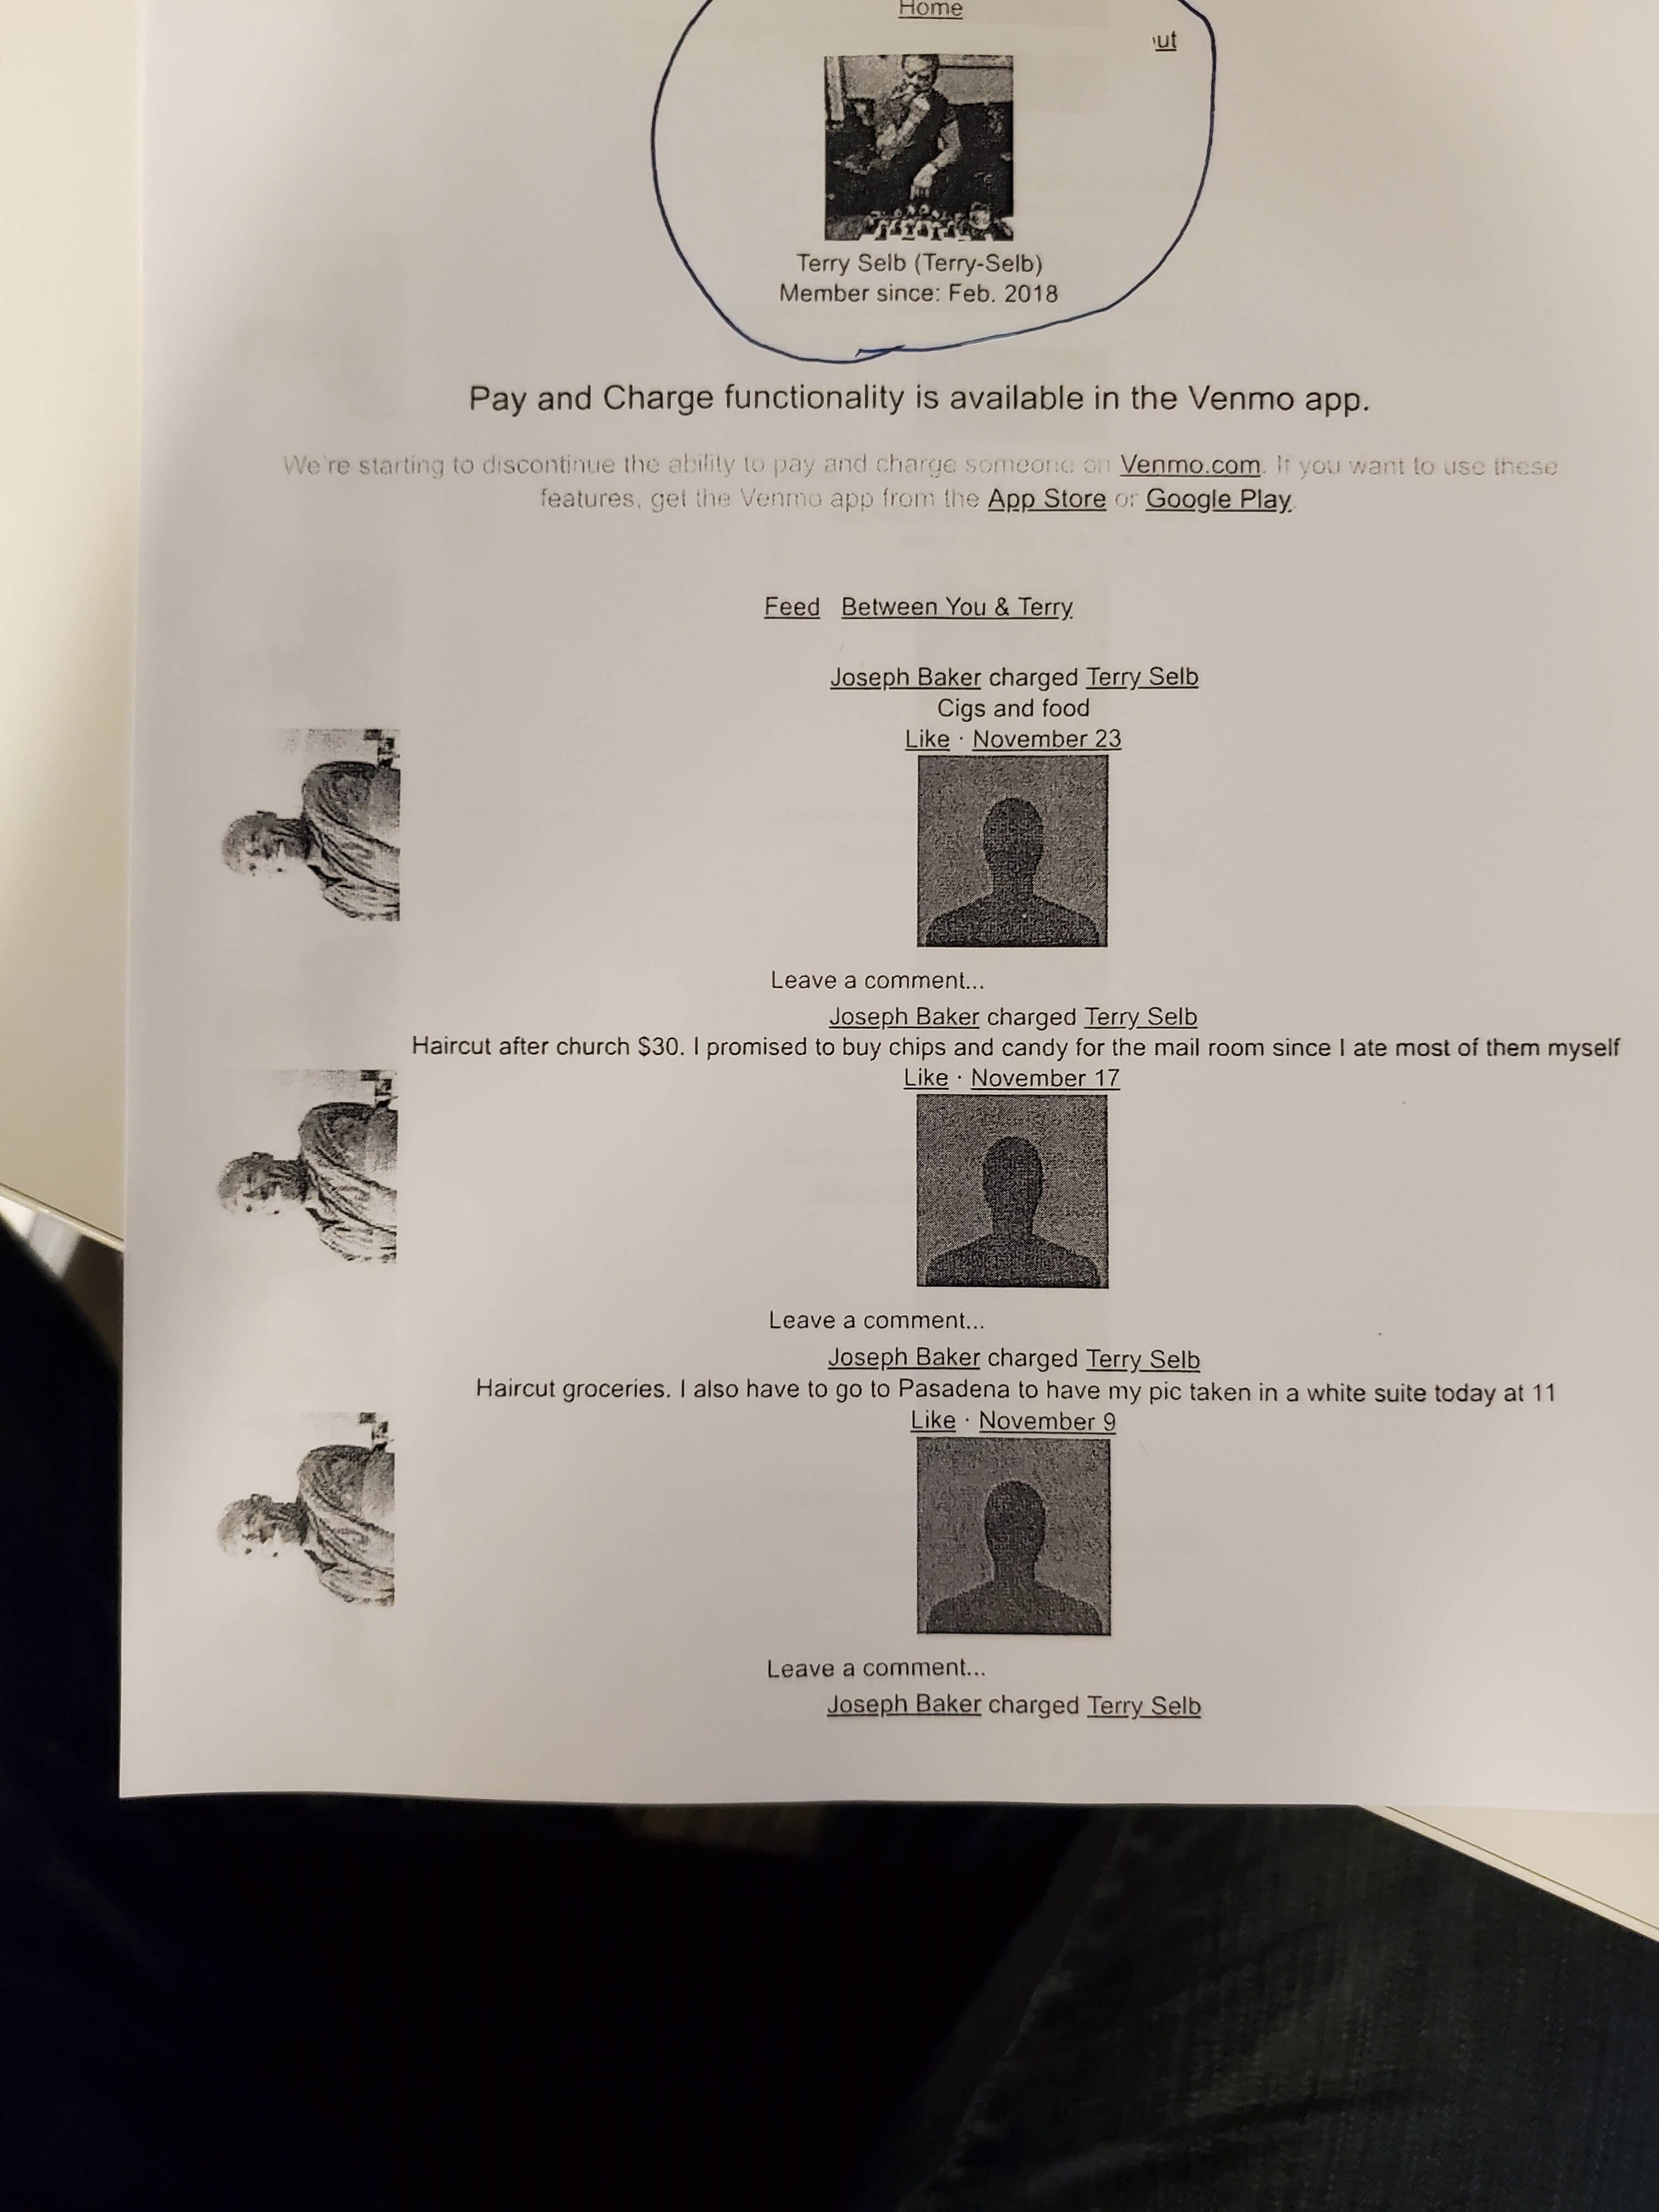 Home
ut
Terry Selb (Terry-Selb)
Member since: Feb. 2018
Pay and Charge functionality is available in the Venmo app.
We're starting to discontinue the ability to pay and charge someone on Venmo.com. If you want to use these
features, get the Venmo app from the App Store or Google Play.
Feed Between You & Terry
Joseph Baker charged Terry Selb
Cigs and food
Like · November 23
Leave a comment...
Joseph Baker charged Terry Selb
Haircut after church $30. I promised to buy chips and candy for the mail room since I ate most of them myself
Like · November 17
Leave a comment...
Joseph Baker charged Terry Selb
Haircut groceries. I also have to go to Pasadena to have my pic taken in a white suite today at 11
Like · November 9
Leave a comment...
Joseph Baker charged Terry Selb